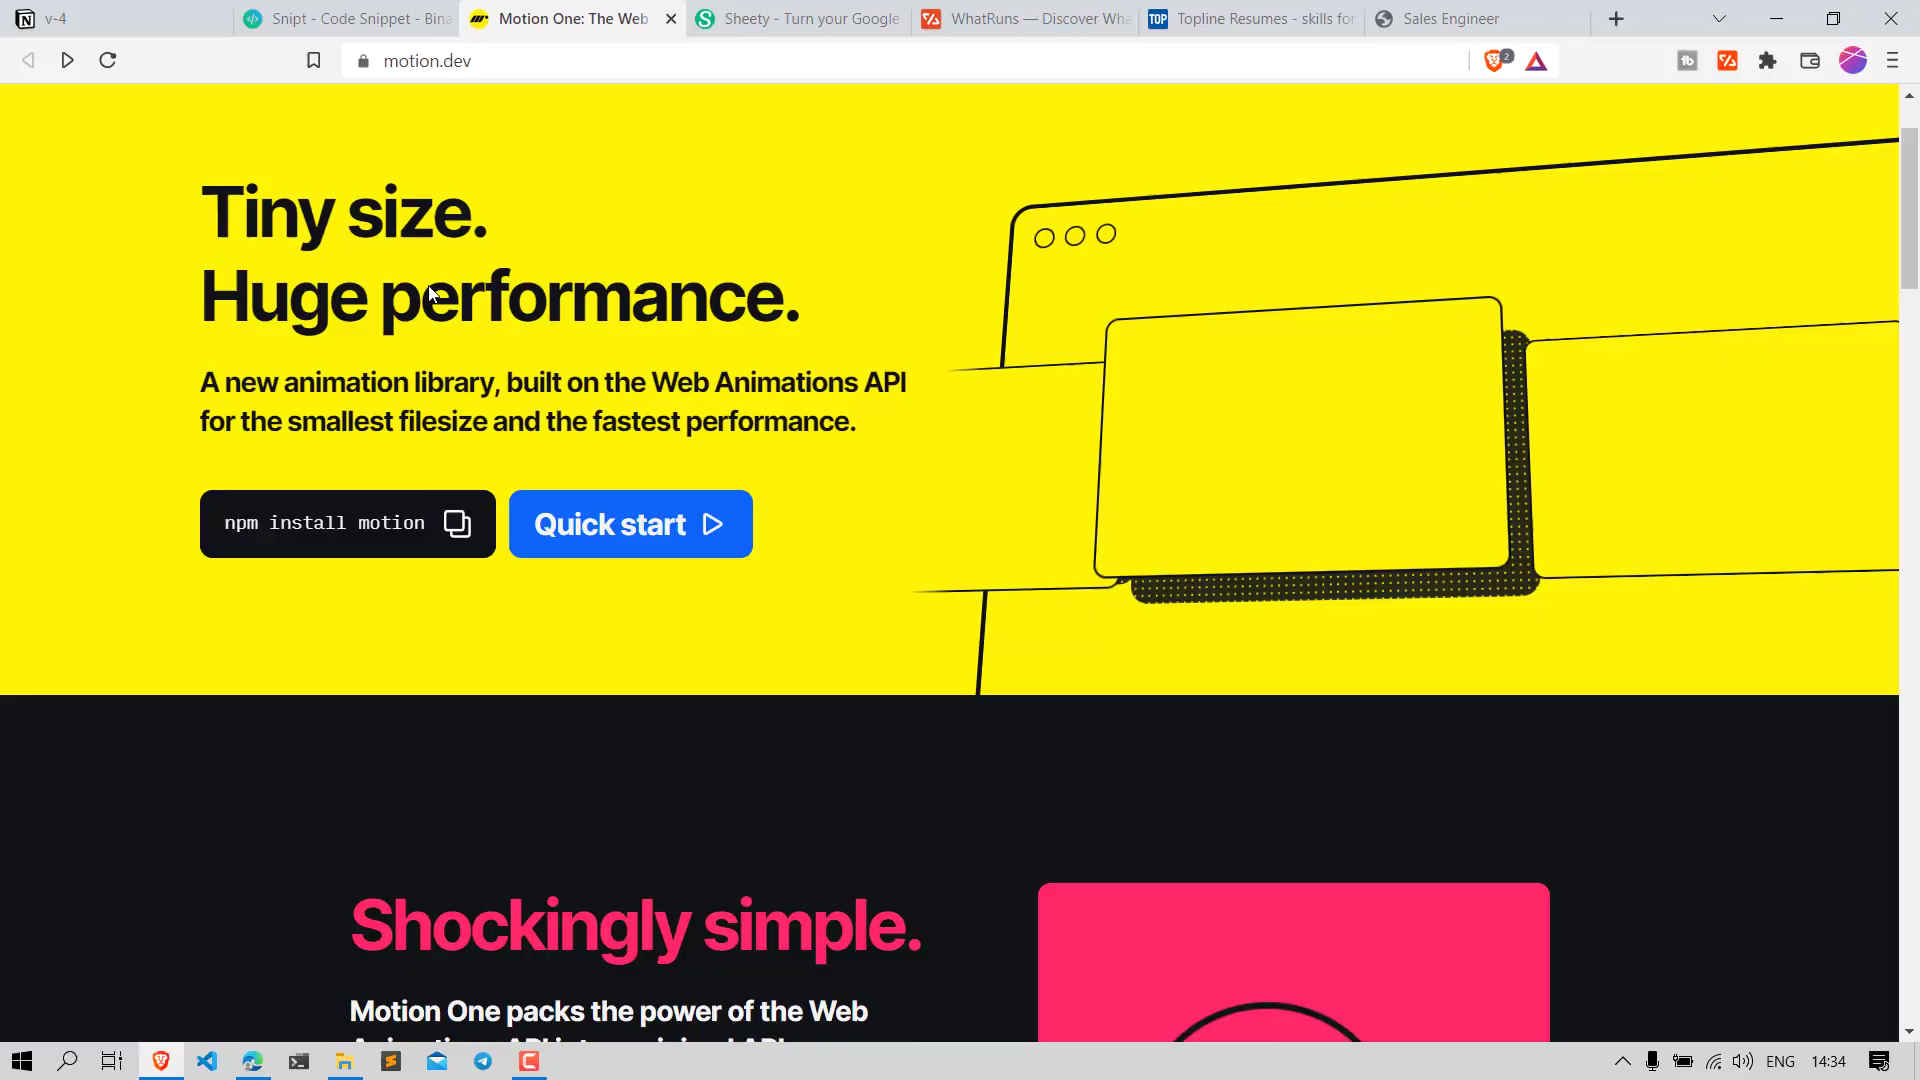 v-4
Snipt - Code Snippet - Bina
Motion One: The Web
Sheety - Turn your Google
WhatRuns — Discover Wha
TOP
Topline Resumes - skills for
Sales Engineer
motion.dev
2
Tiny size.
Huge performance.
A new animation library, built on the Web Animations API
for the smallest filesize and the fastest performance.
npm install motion
Quick start
Shockingly simple.
Motion One packs the power of the Web
ENG
14:34